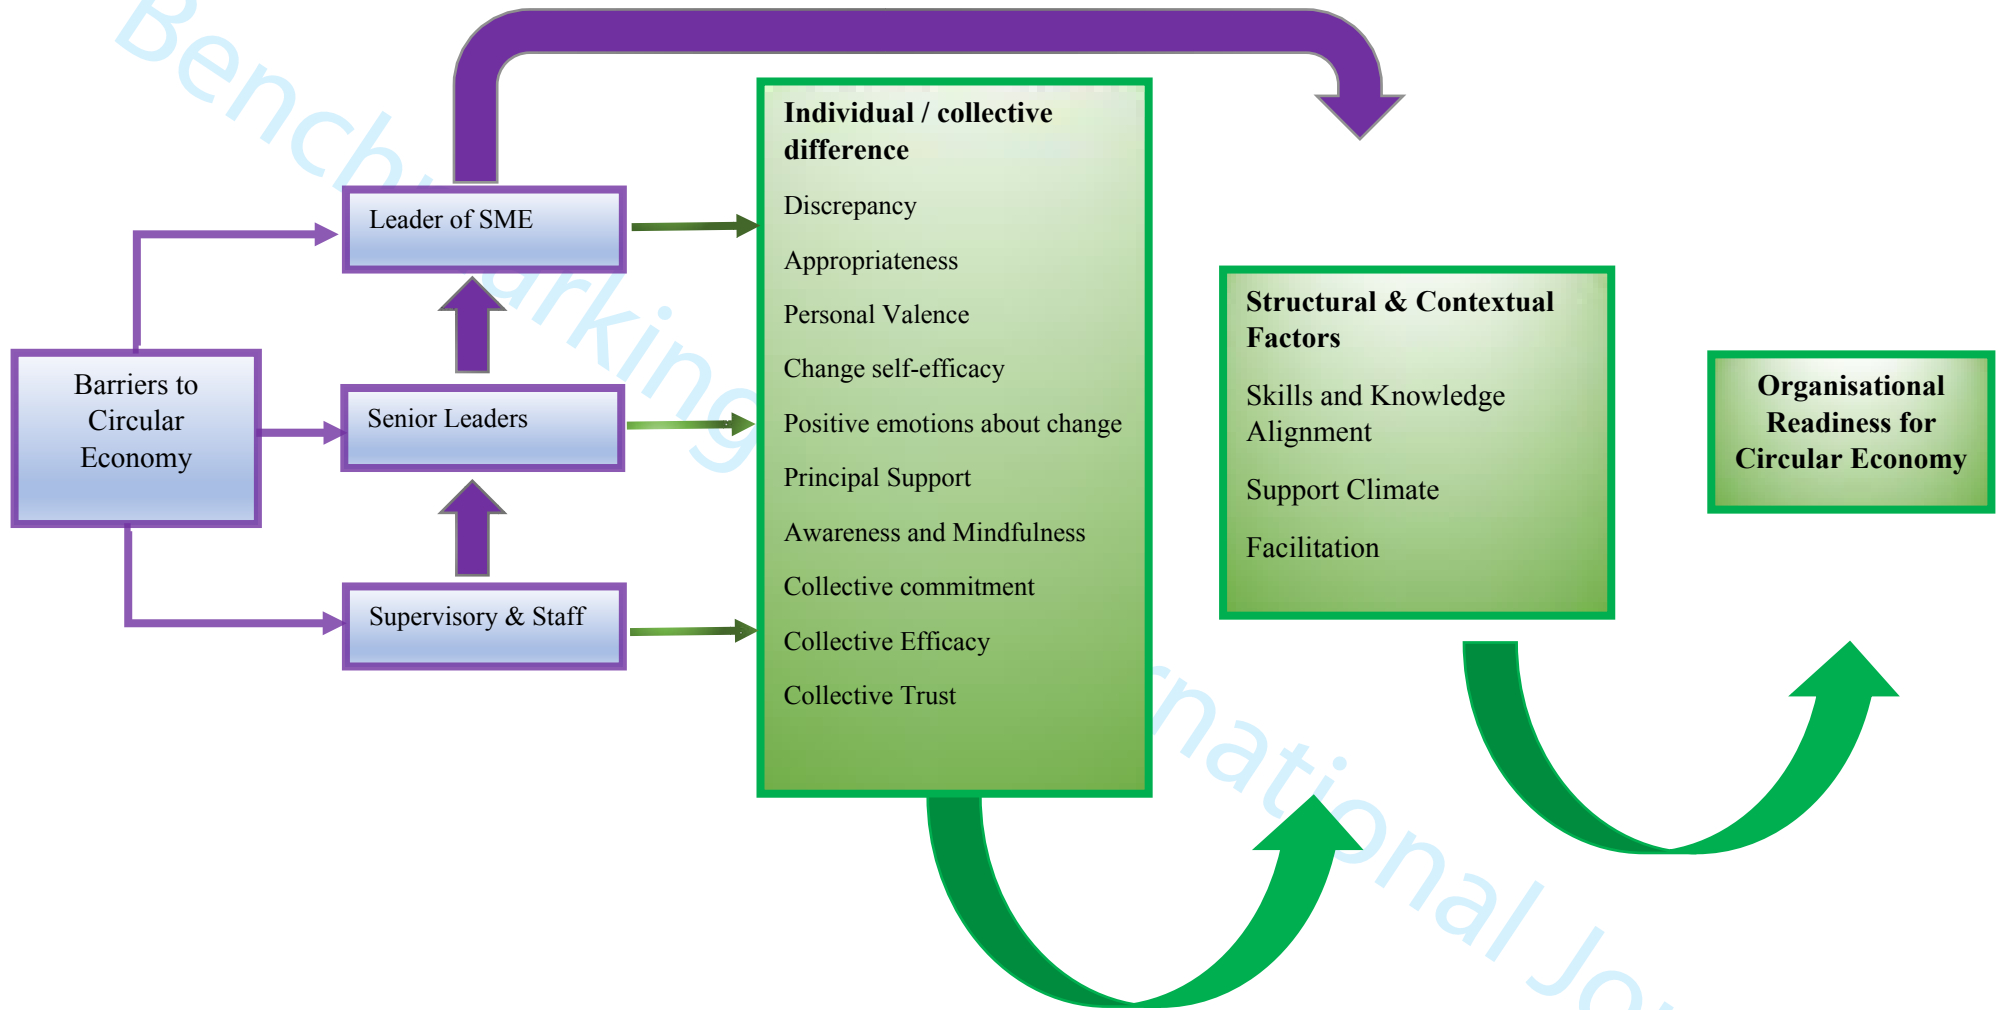 Barriers to
Circular
Economy
Leader of SME
Senior Leaders
Supervisory & Staff
Individual / collective
difference
Discrepancy
Appropriateness
Personal Valence
Change self-efficacy
Positive emotions about change
Principal Support
Awareness and Mindfulness
Collective commitment
Collective Efficacy
Collective Trust
Structural & Contextual
Factors
Skills and Knowledge
Alignment
Support Climate
Facilitation
Organisational
Readiness for
Circular Economy